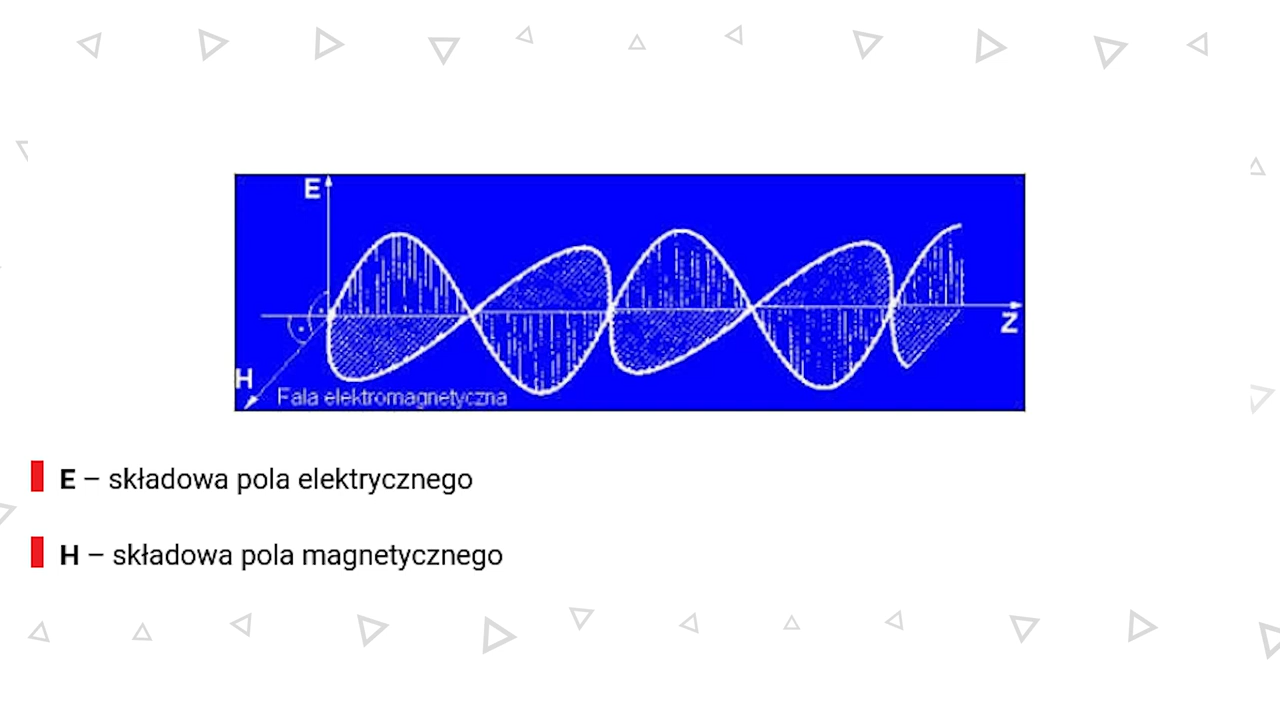 E
Z
H
Fala elektromagnetyczna
E – składowa pola elektrycznego
H – składowa pola magnetycznego